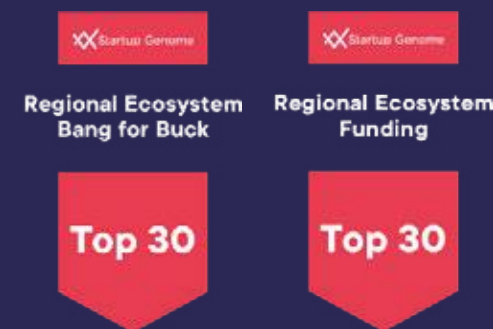 Startup Genome
Regional Ecosystem
Bang for Buck
Top 30
Startup Genome
Regional Ecosystem
Funding
Top 30